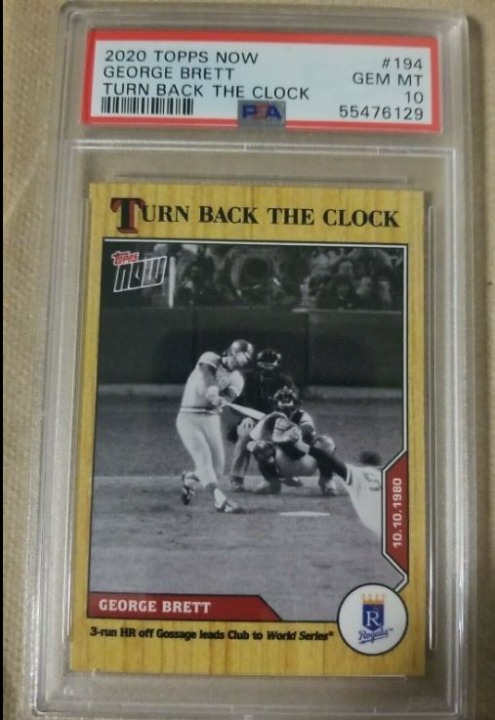 2020 TOPPS NOW #194
GEORGE BRETT GEM MT
TURN BACK THE CLOCK 10
PSA 55476129
TURN BACK THE CLOCK
TOPPS
NOW
10.10.1980
GEORGE BRETT
R
Royals™
3-run HR off Gossage leads Club to World Series®